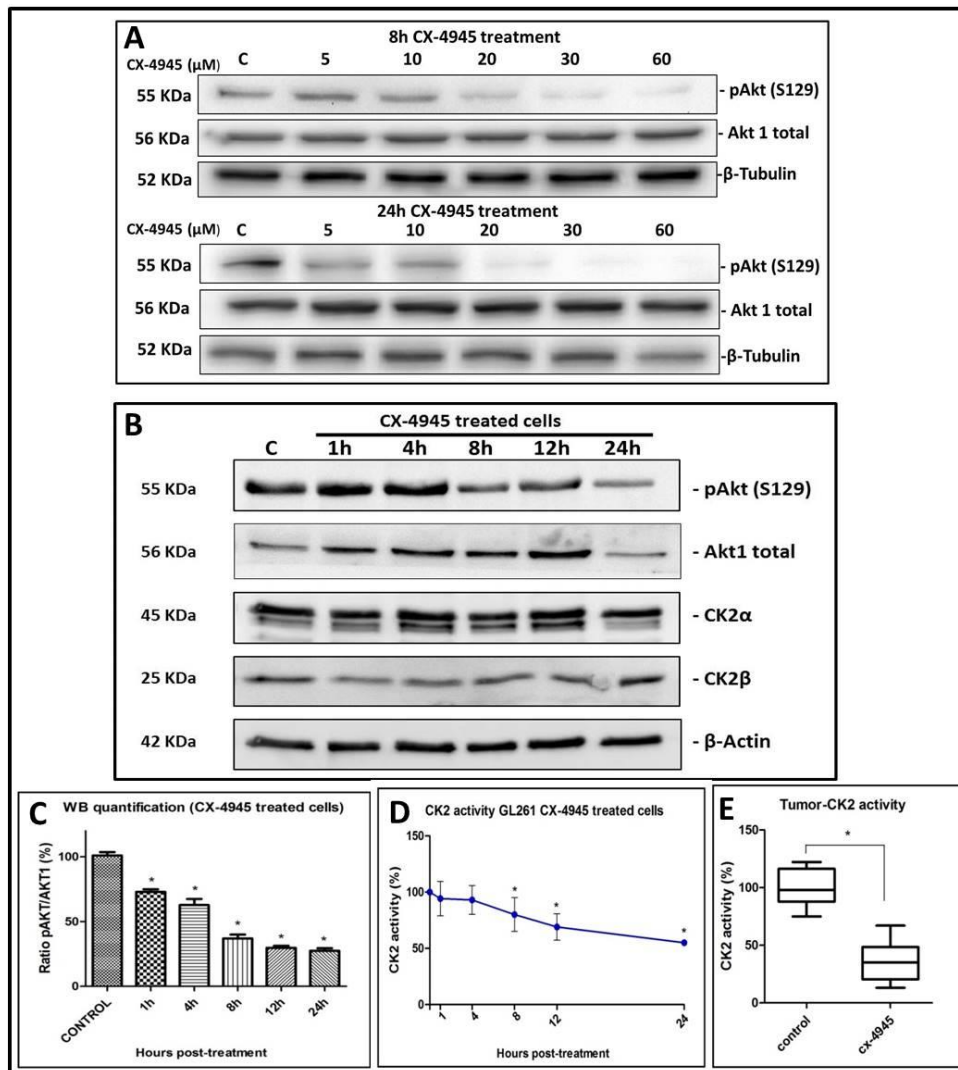 A
8h CX-4945 treatment
CX-4945 (µM) C 5 10 20 30 60
55 KDa - pAkt (S129)
56 KDa - Akt 1 total
52 KDa -β-Tubulin
24h CX-4945 treatment
CX-4945 (µM) C 5 10 20 30 60
55 KDa - pAkt (S129)
56 KDa - Akt 1 total
52 KDa -β-Tubulin
B
CX-4945 treated cells
C 1h 4h 8h 12h 24h
55 KDa - pAkt (S129)
56 KDa - Akt1 total
45 KDa - CK2α
25 KDa - CK2β
42 KDa - β-Actin
C
WB quantification (CX-4945 treated cells)
Ratio pAKT/AKT1 (%)
100
50
0
* * * * *
CONTROL 1h 4h 8h 12h 24h
Hours post-treatment
D
CK2 activity GL261 CX-4945 treated cells
CK2 activity (%)
150
100
50
0
* * *
1 4 8 12 24
Hours post-treatment
E
Tumor-CK2 activity
CK2 activity (%)
150
100
50
0
*
control cx-4945